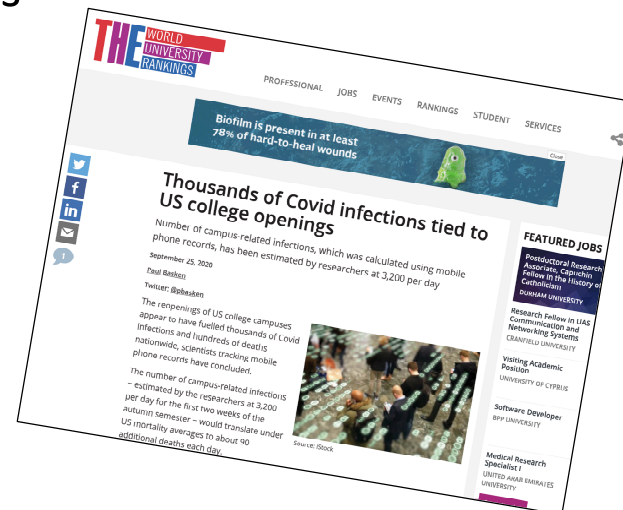 g
THE WORLD
UNIVERSITY
RANKINGS
PROFESSIONAL JOBS EVENTS RANKINGS STUDENT SERVICES
Biofilm is present in at least
78% of hard-to-heal wounds
Close
Thousands of Covid infections tied to
US college openings
Number of campus-related infections, which was calculated using mobile
phone records, has been estimated by researchers at 3,200 per day
September 25, 2020
Paul Basken
Twitter: @pbasken
The reopenings of US college campuses
appear to have fuelled thousands of Covid
infections and hundreds of deaths
nationwide, scientists tracking mobile
phone records have concluded.
The number of campus-related infections
– estimated by the researchers at 3,200
per day for the first two weeks of the
autumn semester – would translate under
US mortality averages to about 90
additional deaths each day.
Source: iStock
FEATURED JOBS
Postdoctoral Research
Associate, Capuchin
Fellow in the History of
Catholicism
DURHAM UNIVERSITY
Research Fellow in UAS
Communication and
Networking Systems
CRANFIELD UNIVERSITY
Visiting Academic
Position
UNIVERSITY OF CYPRUS
Software Developer
BPP UNIVERSITY
Medical Research
Specialist I
UNITED ARAB EMIRATES
UNIVERSITY
f
in
1